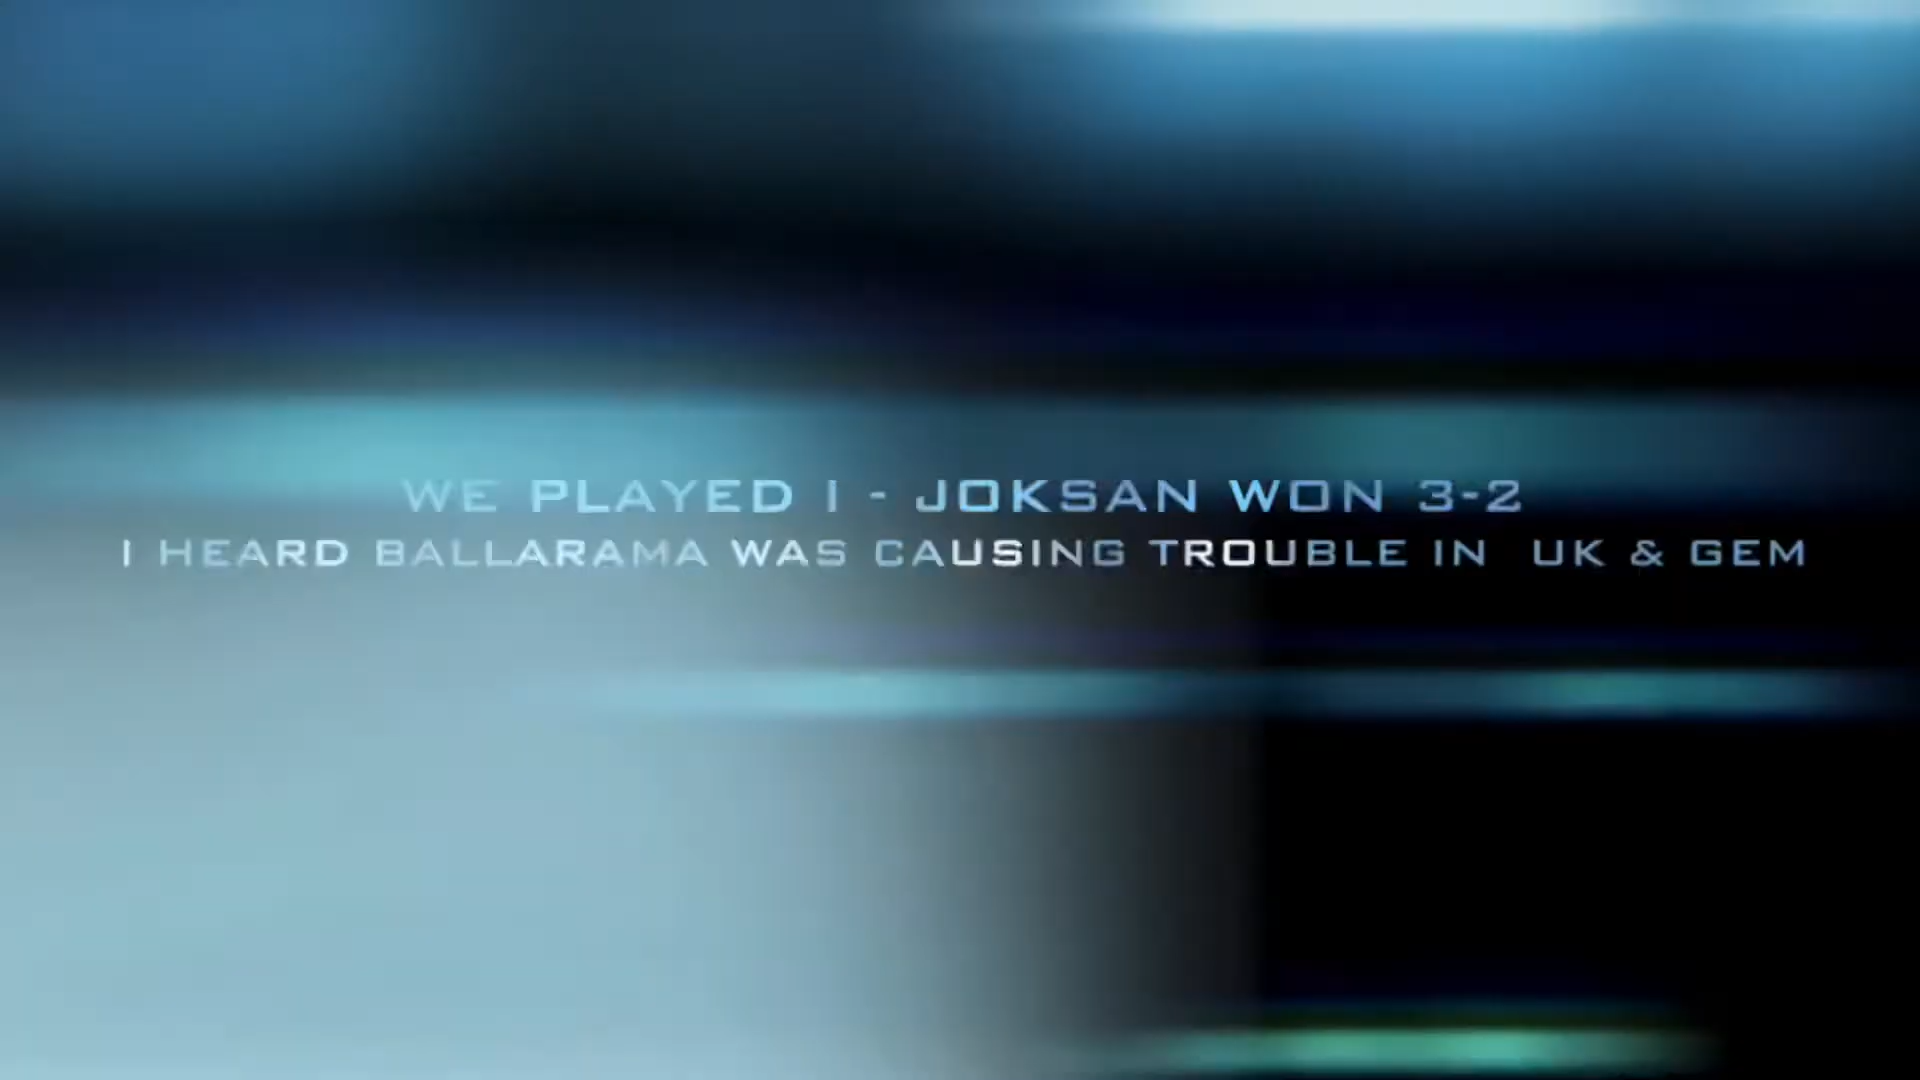 WE PLAYED 1 - JOKSAN WON 3-2
I HEARD BALLARAMA WAS CAUSING TROUBLE IN UK & GEM